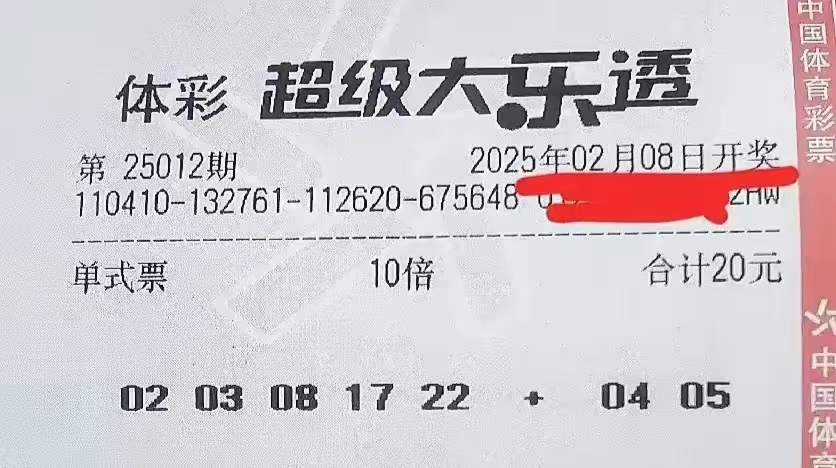 体彩 超级大乐透
第 25012期 2025年02月08日开奖
110410-132761-112620-675648 2HW
单式票 10倍 合计20元
02 03 08 17 22 + 04 05
中国体育彩票
中国体育